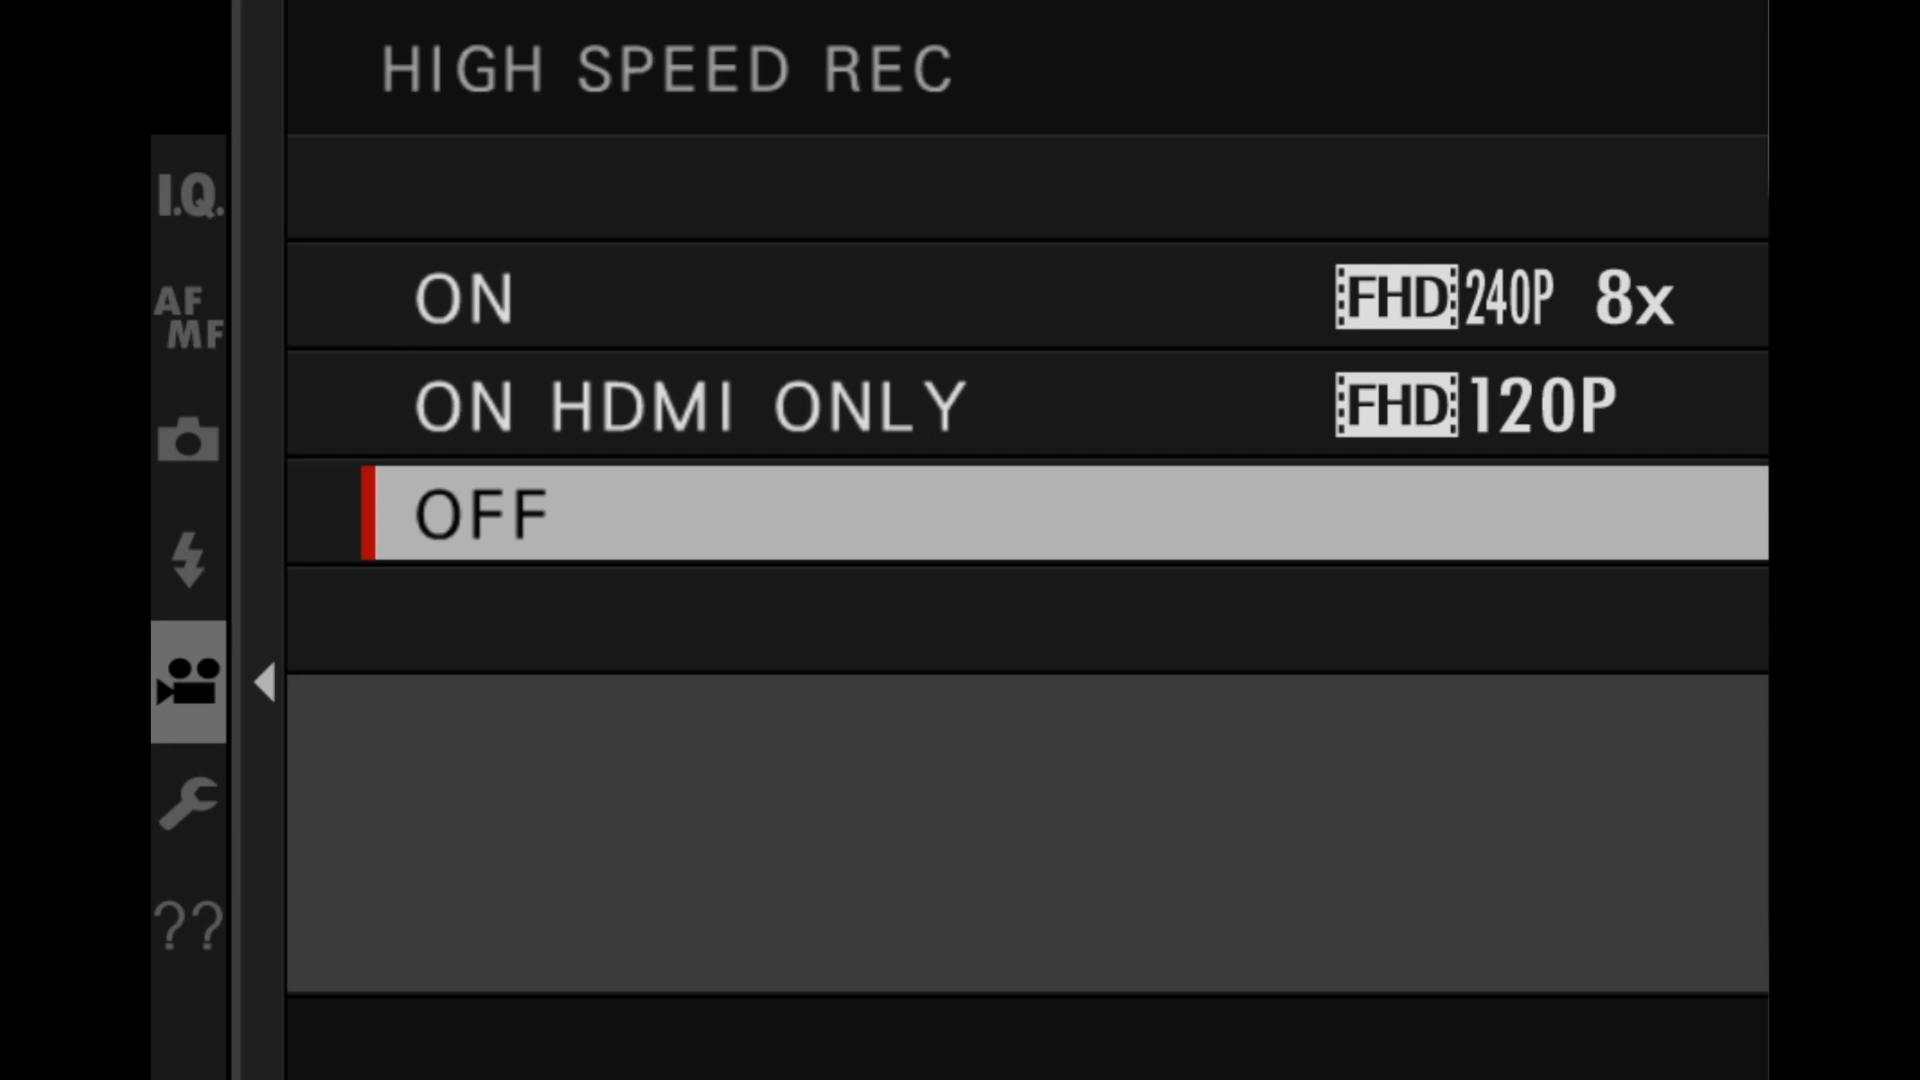 HIGH SPEED REC
I.Q.
ON FHD 240P 8x
AF
MF
ON HDMI ONLY FHD 120P
OFF
??